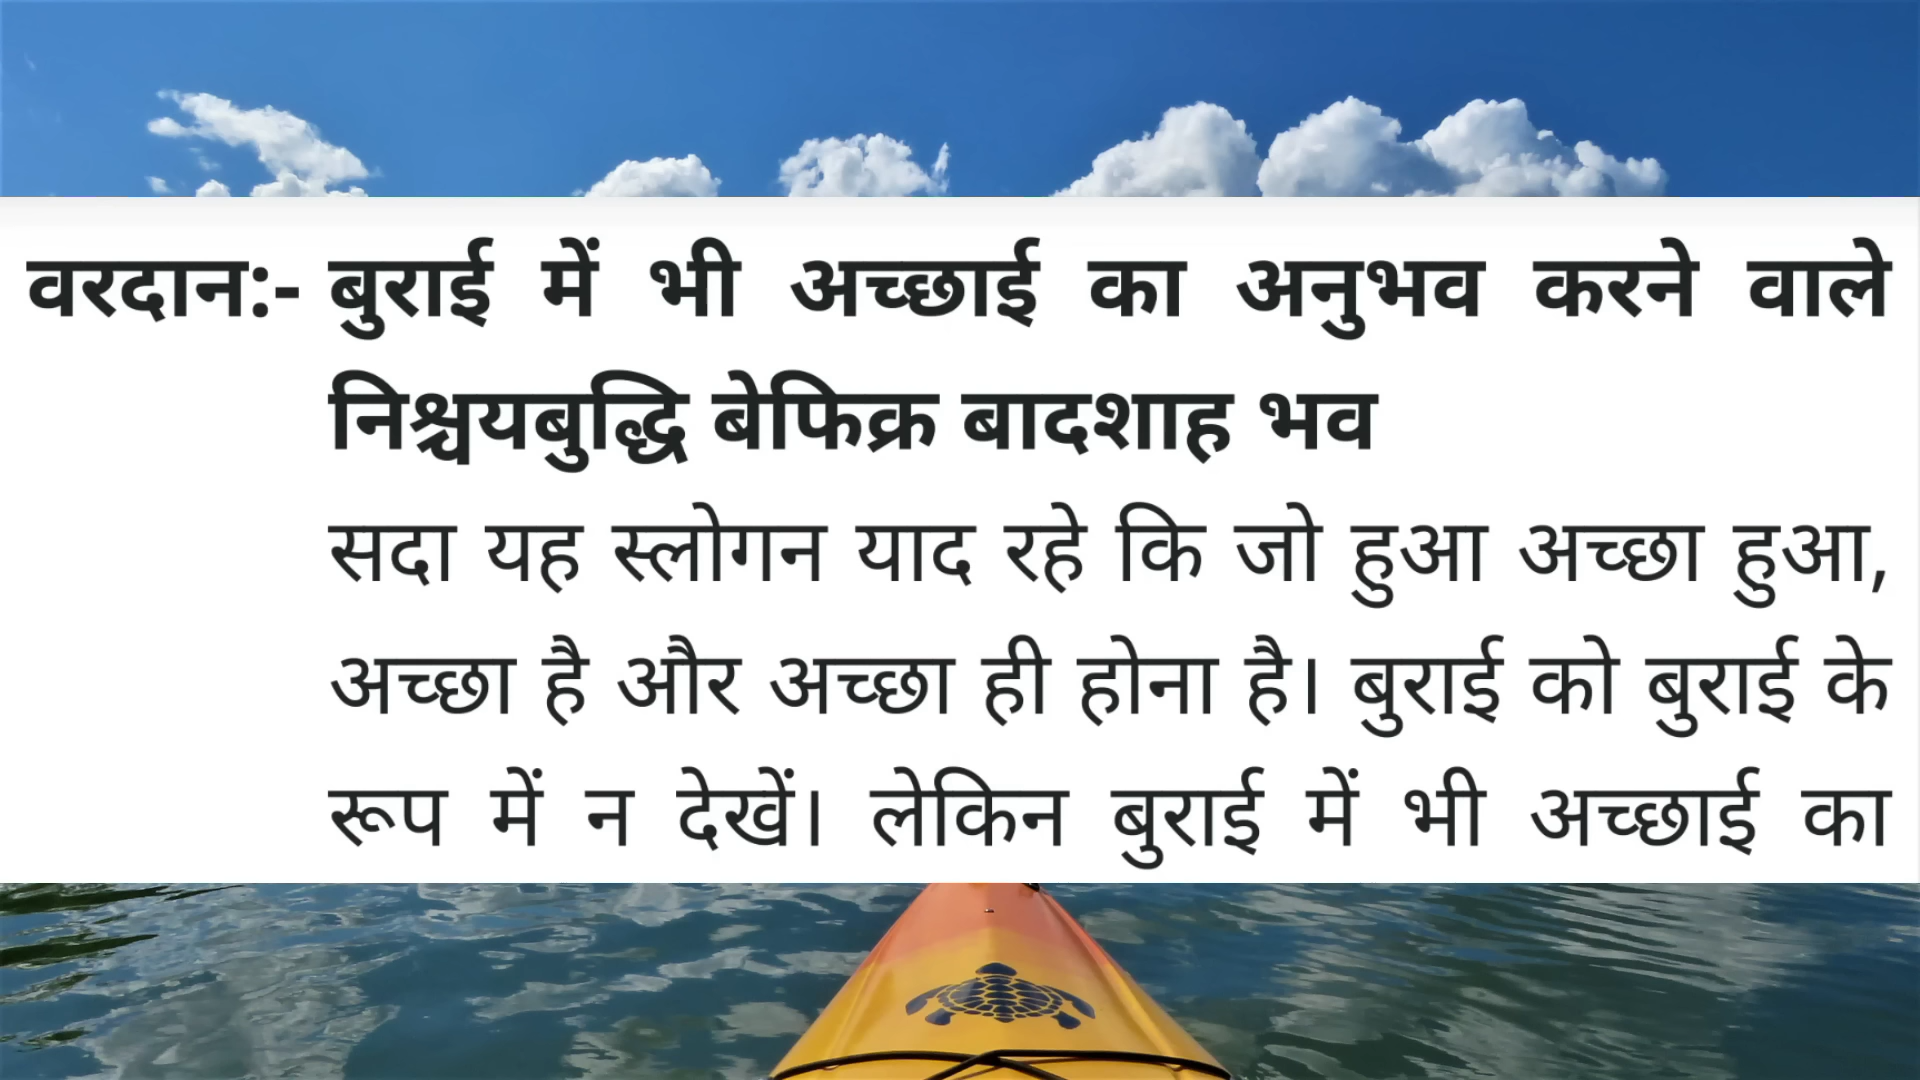 वरदान:- बुराई में भी अच्छाई का अनुभव करने वाले
निश्चयबुद्धि बेफिक्र बादशाह भव
सदा यह स्लोगन याद रहे कि जो हुआ अच्छा हुआ,
अच्छा है और अच्छा ही होना है। बुराई को बुराई के
रूप में न देखें। लेकिन बुराई में भी अच्छाई का